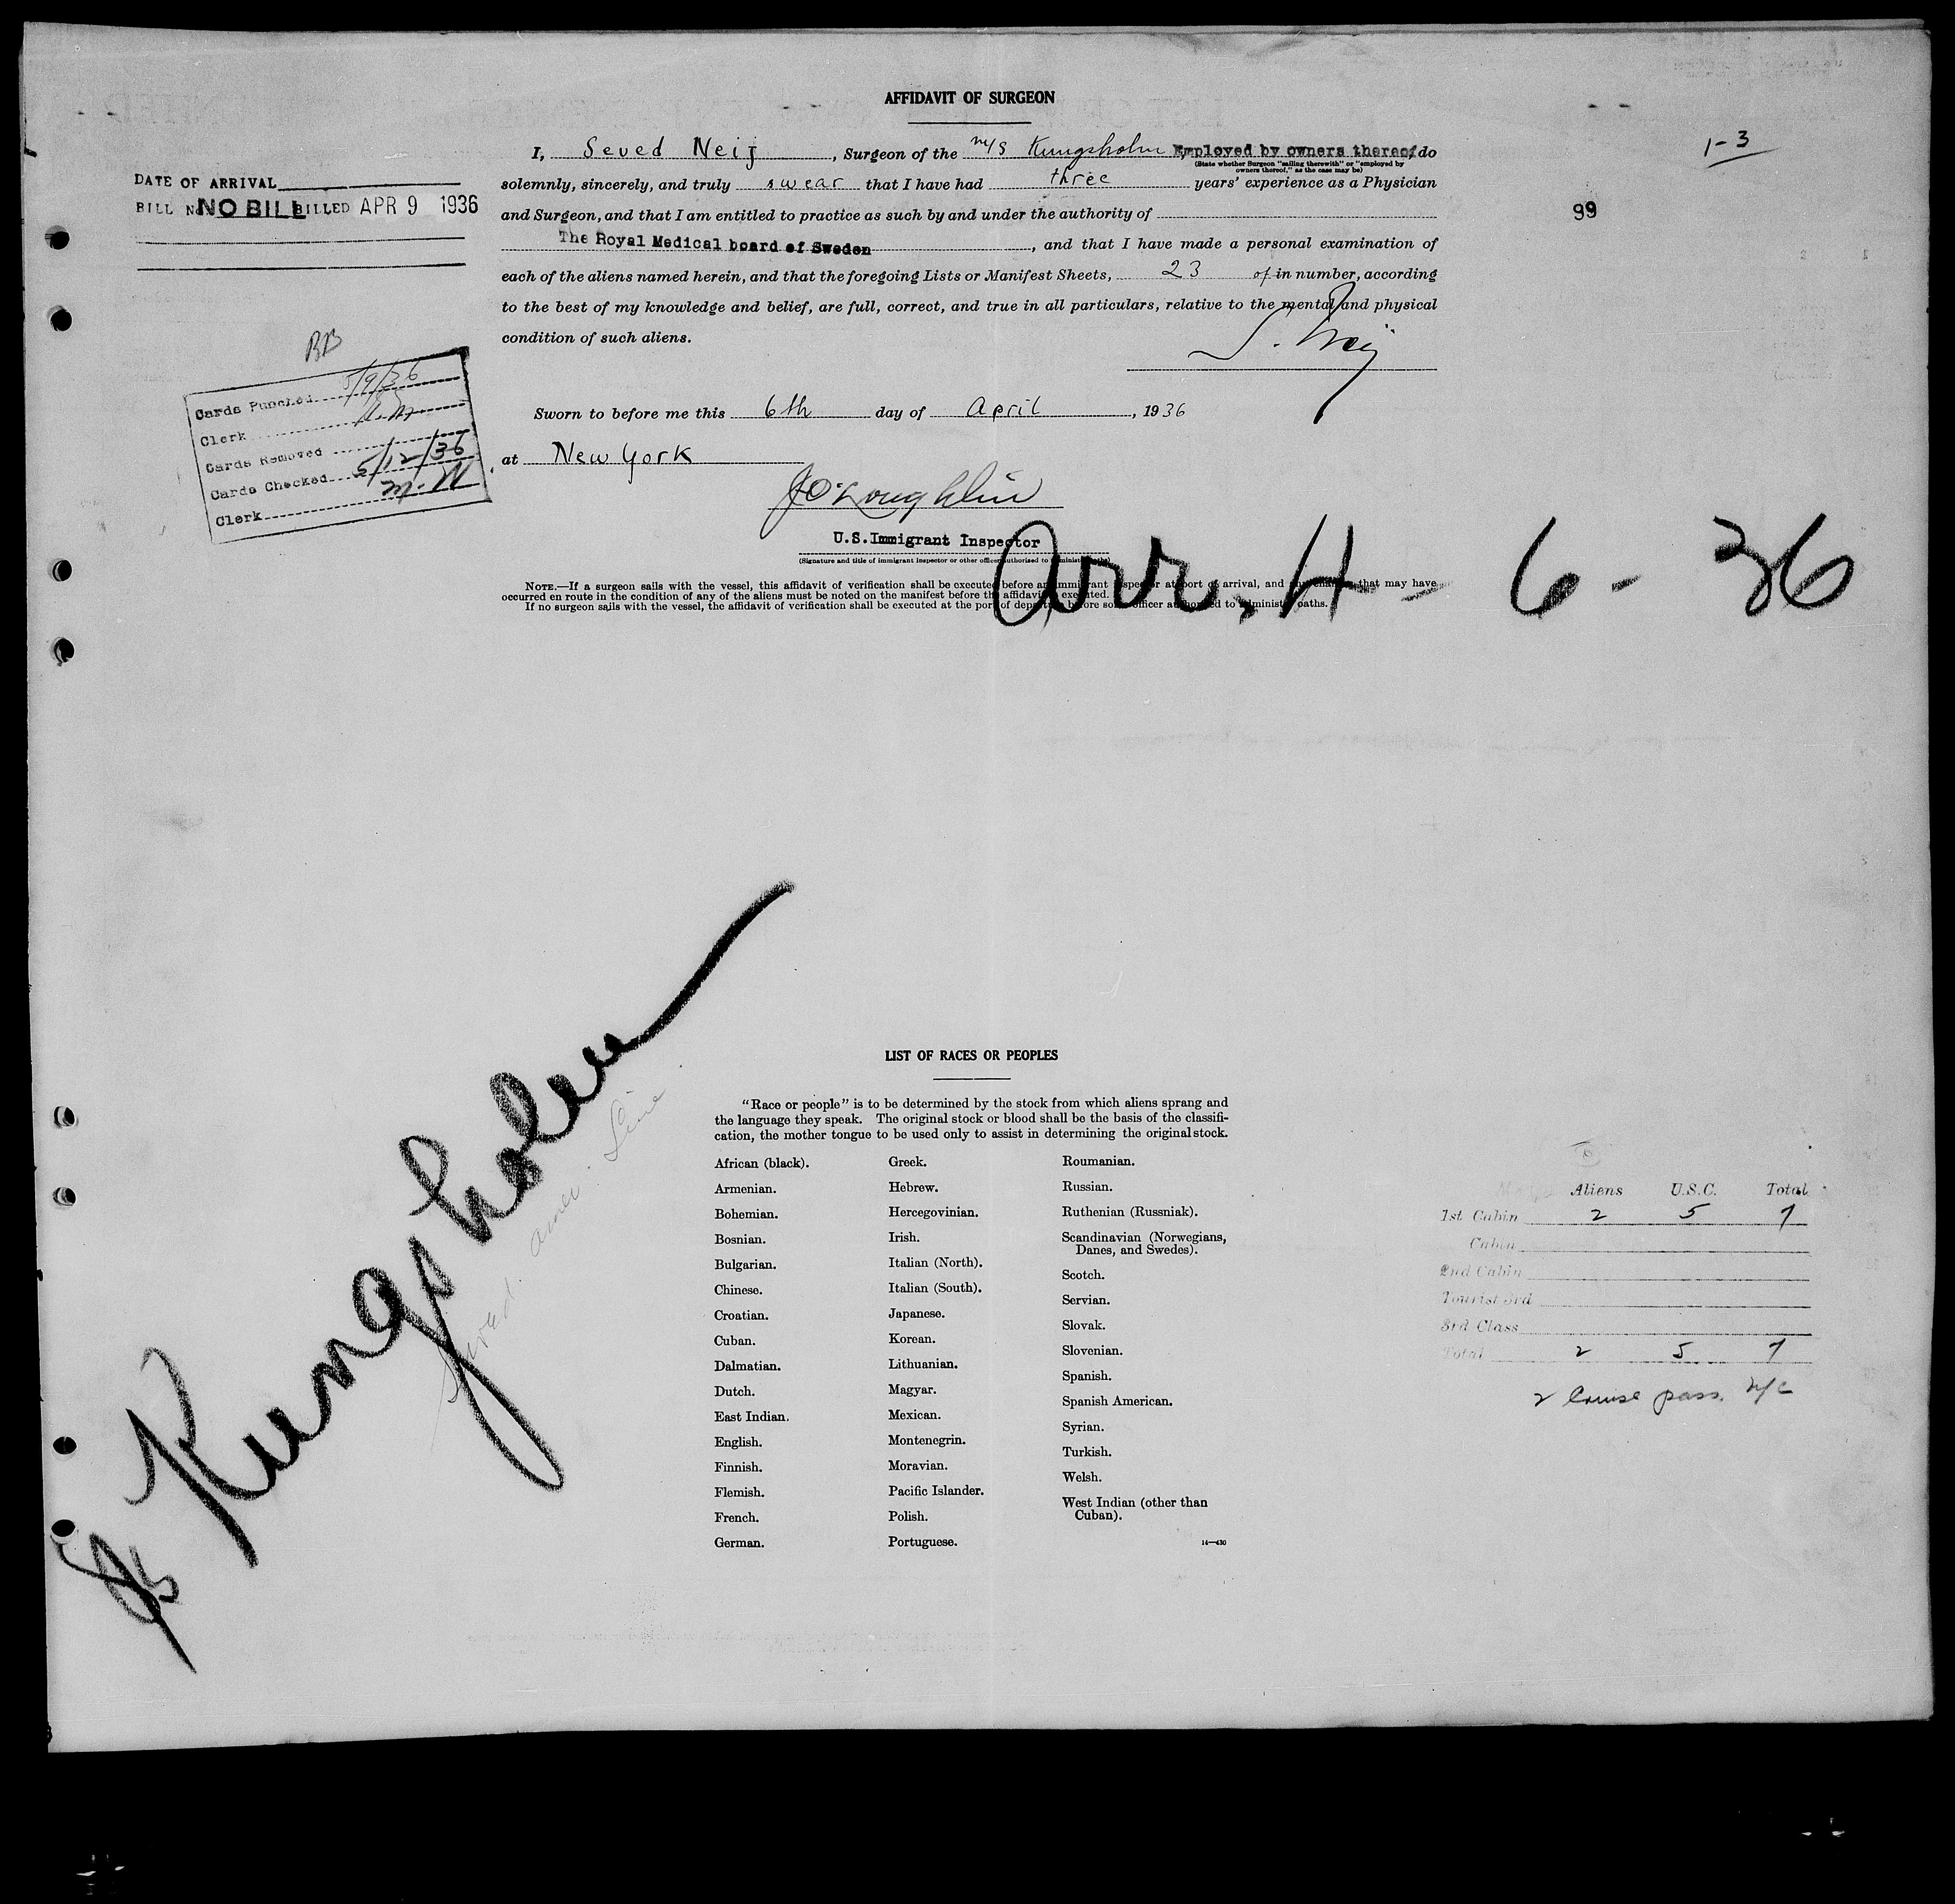 AFFIDAVIT OF SURGEON
1-3
I, Seved Neij, Surgeon of the m/s Kungsholm Employed by owners thereof, do
(State whether Surgeon "sailing therewith" or "employed by
owners thereof," as the case may be)
solemnly, sincerely, and truly swear that I have had three years' experience as a Physician
and Surgeon, and that I am entitled to practice as such by and under the authority of
The Royal Medical board of Sweden, and that I have made a personal examination of
each of the aliens named herein, and that the foregoing Lists or Manifest Sheets, 23 of in number, according
to the best of my knowledge and belief, are full, correct, and true in all particulars, relative to the mental and physical
condition of such aliens.
S. Neij
DATE OF ARRIVAL
BILL No NO BILL BILLED APR 9 1936
99
BB
Cards Punched 5/9/36
Clerk
Cards Removed
Cards Checked 5/12/36
Clerk M. W
Sworn to before me this 6th day of April, 1936
at New York
J O'Loughlin
U.S. Immigrant Inspector
(Signature and title of immigrant inspector or other officer authorized to administer oaths)
Arr. 4 - 6 - 36
NOTE.—If a surgeon sails with the vessel, this affidavit of verification shall be executed before an immigrant inspector at port of arrival, and any changes that may have
occurred en route in the condition of any of the aliens must be noted on the manifest before the affidavit is executed.
If no surgeon sails with the vessel, the affidavit of verification shall be executed at the port of departure before some officer authorized to administer oaths.
Kungsholm
Swed. Amer. Line
LIST OF RACES OR PEOPLES
"Race or people" is to be determined by the stock from which aliens sprang and
the language they speak. The original stock or blood shall be the basis of the classifi-
cation, the mother tongue to be used only to assist in determining the original stock.
African (black).
Armenian.
Bohemian.
Bosnian.
Bulgarian.
Chinese.
Croatian.
Cuban.
Dalmatian.
Dutch.
East Indian.
English.
Finnish.
Flemish.
French.
German.
Greek.
Hebrew.
Hercegovinian.
Irish.
Italian (North).
Italian (South).
Japanese.
Korean.
Lithuanian.
Magyar.
Mexican.
Montenegrin.
Moravian.
Pacific Islander.
Polish.
Portuguese.
Roumanian.
Russian.
Ruthenian (Russniak).
Scandinavian (Norwegians,
Danes, and Swedes).
Scotch.
Servian.
Slovak.
Slovenian.
Spanish.
Spanish American.
Syrian.
Turkish.
Welsh.
West Indian (other than
Cuban).
14—430
Aliens U.S.C. Total
1st Cabin 2 5 7
Cabin
2nd Cabin
Tourist 3rd
3rd Class
Total 2 5 7
2 Cruise pass. N/C